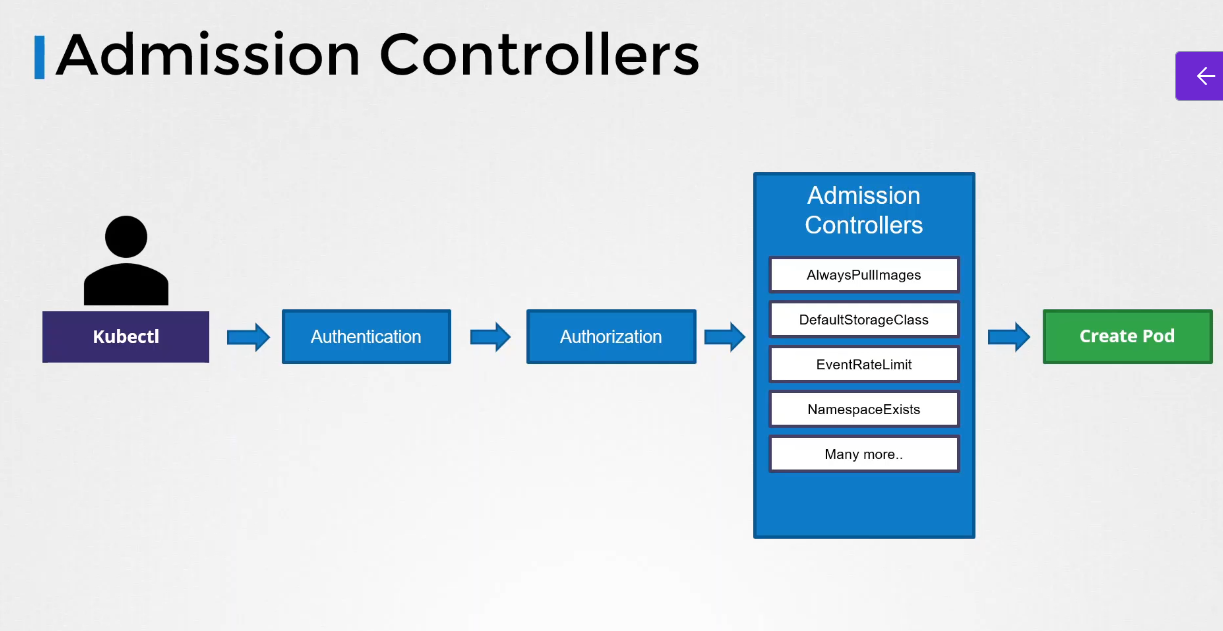 Admission Controllers
Kubectl
Authentication
Authorization
Admission
Controllers
AlwaysPullImages
DefaultStorageClass
EventRateLimit
NamespaceExists
Many more..
Create Pod